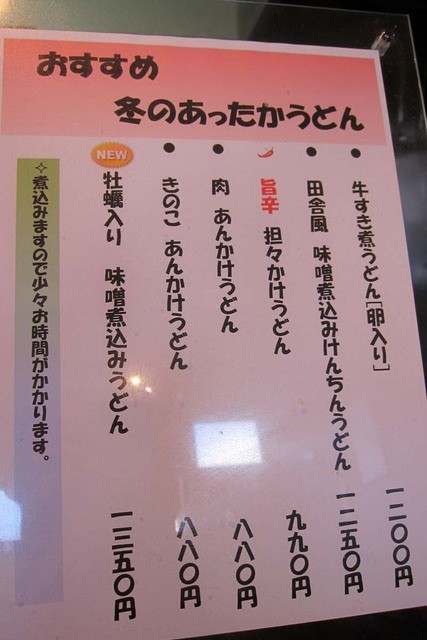 おすすめ
冬のあったかうどん
牛すき煮うどん[卵入り] 一二〇〇円
田舎風 味噌煮込みけんちんうどん 一二五〇円
旨辛 担々かけうどん 九九〇円
肉 あんかけうどん 八八〇円
きのこ あんかけうどん 八八〇円
NEW
牡蠣入り 味噌煮込みうどん 一三五〇円
✧煮込みますので少々お時間がかかります。